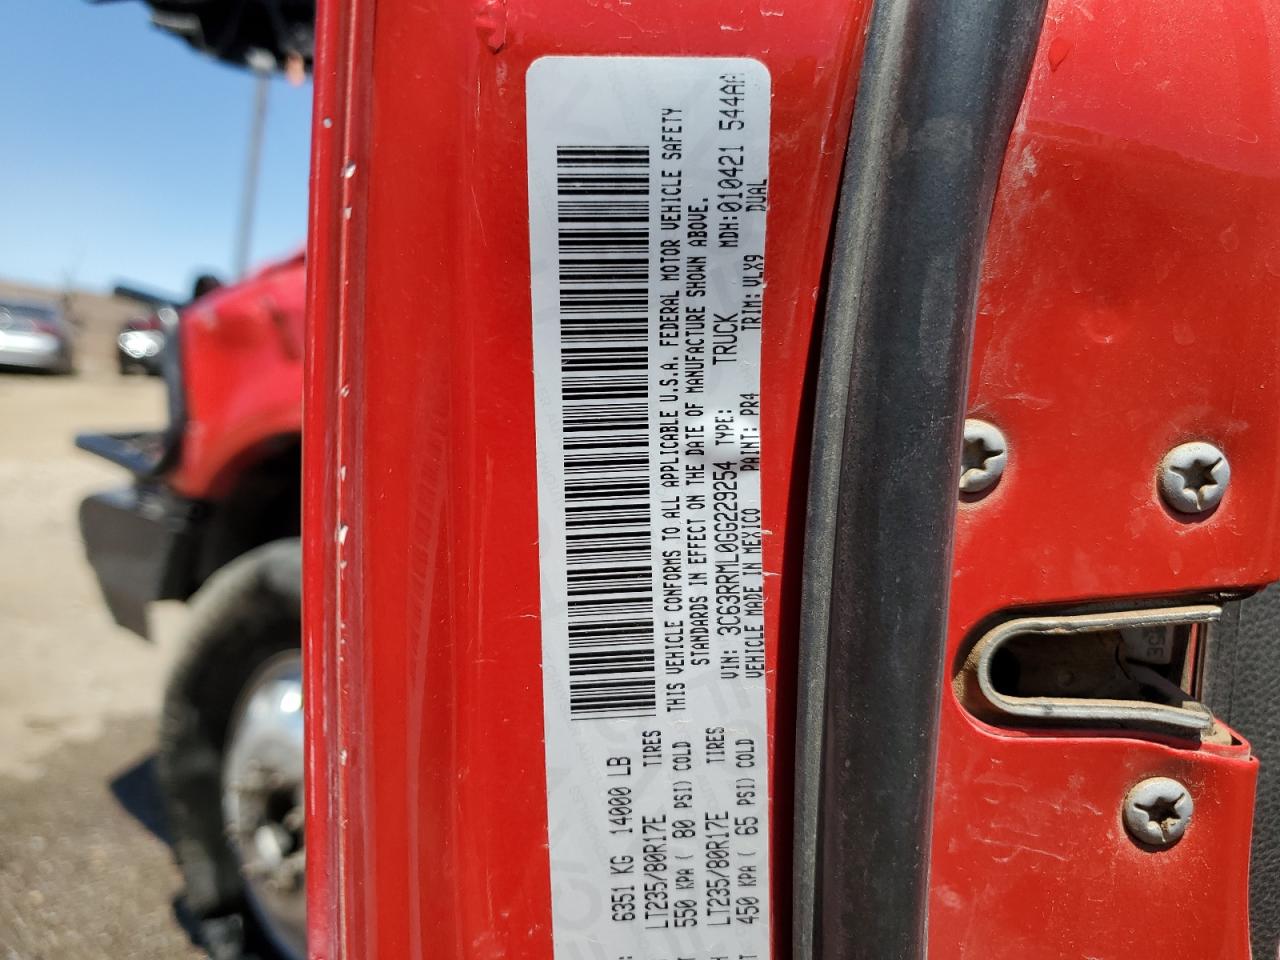 : 6351 KG 14000 LB
LT235/80R17E TIRES
T 550 KPA ( 80 PSI) COLD
LT235/80R17E TIRES
T 450 KPA ( 65 PSI) COLD
THIS VEHICLE CONFORMS TO ALL APPLICABLE U.S.A. FEDERAL MOTOR VEHICLE SAFETY
STANDARDS IN EFFECT ON THE DATE OF MANUFACTURE SHOWN ABOVE.
VIN: 3C63RRML0GG229254 TYPE: TRUCK MDH:010421 544AA
VEHICLE MADE IN MEXICO PAINT: PR4 TRIM: VLX9 DUAL